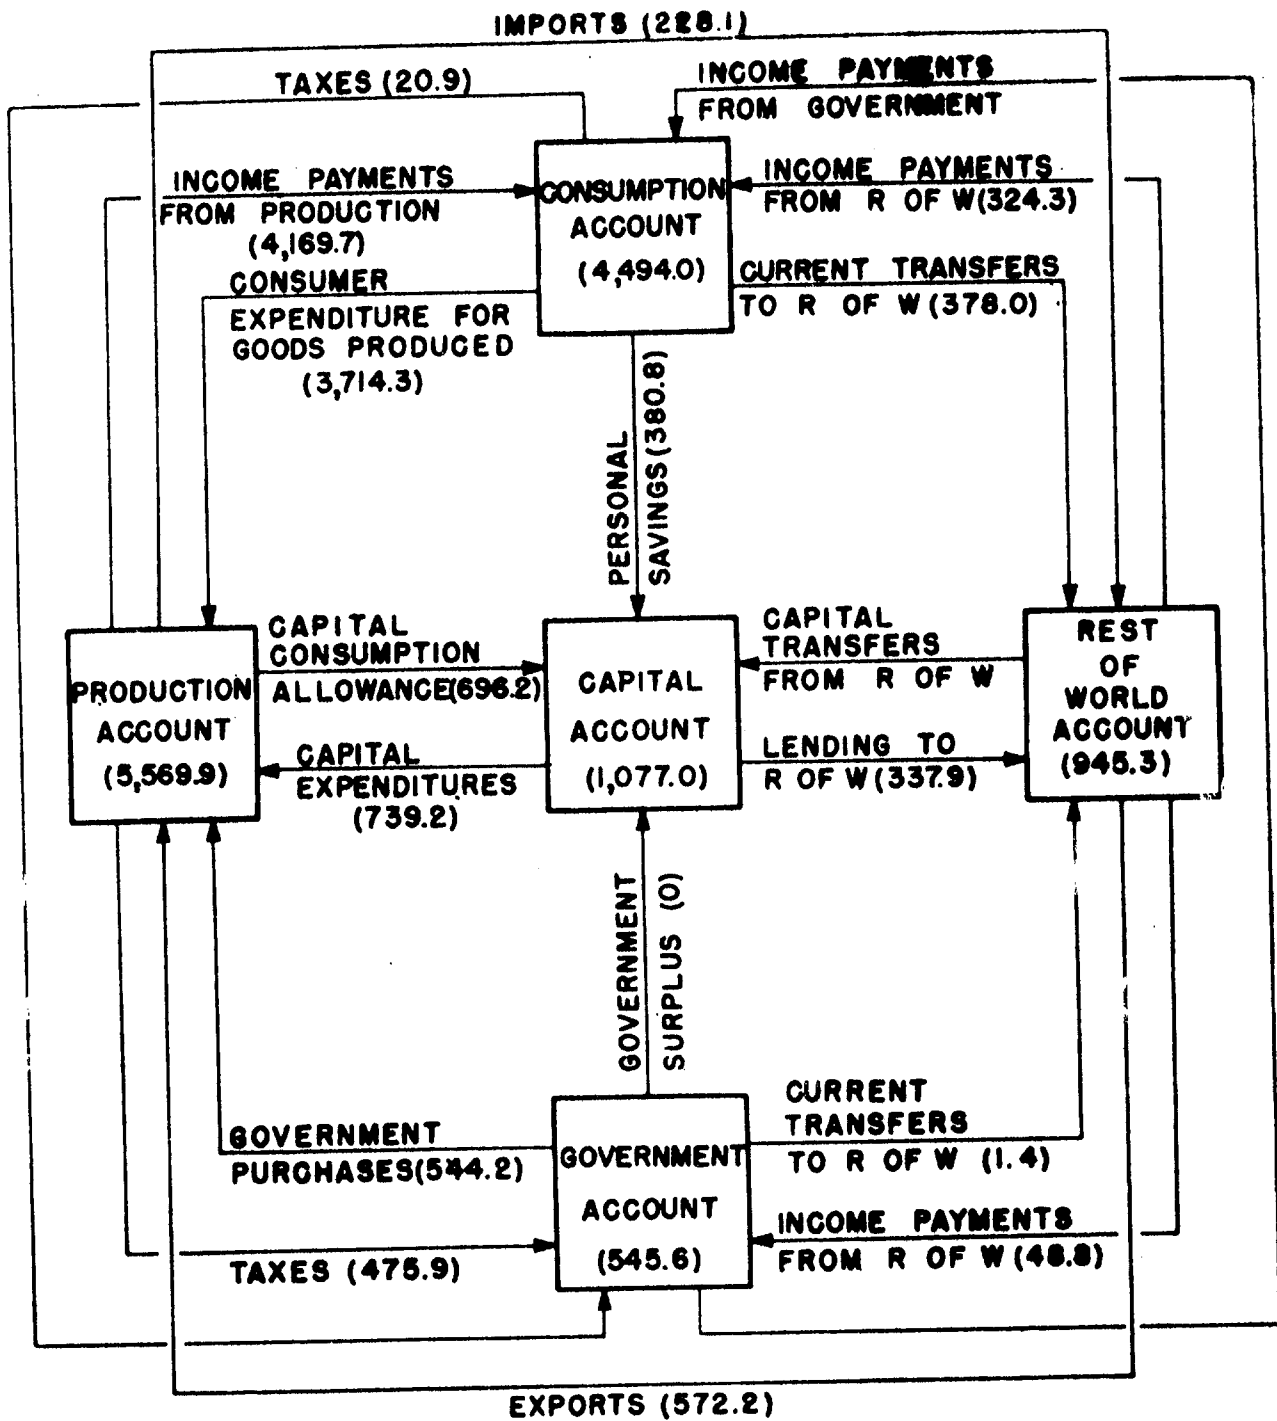 IMPORTS (228.1)
TAXES (20.9)
INCOME PAYMENTS
FROM GOVERNMENT
INCOME PAYMENTS
FROM PRODUCTION
(4,169.7)
CONSUMPTION
ACCOUNT
(4,494.0)
INCOME PAYMENTS
FROM R OF W (324.3)
CONSUMER
EXPENDITURE FOR
GOODS PRODUCED
(3,714.3)
CURRENT TRANSFERS
TO R OF W (378.0)
PERSONAL
SAVINGS (380.8)
PRODUCTION
ACCOUNT
(5,569.9)
CAPITAL
CONSUMPTION
ALLOWANCE (696.2)
CAPITAL
EXPENDITURES
(739.2)
CAPITAL
ACCOUNT
(1,077.0)
CAPITAL
TRANSFERS
FROM R OF W
LENDING TO
R OF W (337.9)
REST
OF
WORLD
ACCOUNT
(945.3)
GOVERNMENT
SURPLUS (0)
GOVERNMENT
PURCHASES (544.2)
TAXES (475.9)
GOVERNMENT
ACCOUNT
(545.6)
CURRENT
TRANSFERS
TO R OF W (1.4)
INCOME PAYMENTS
FROM R OF W (48.8)
EXPORTS (572.2)